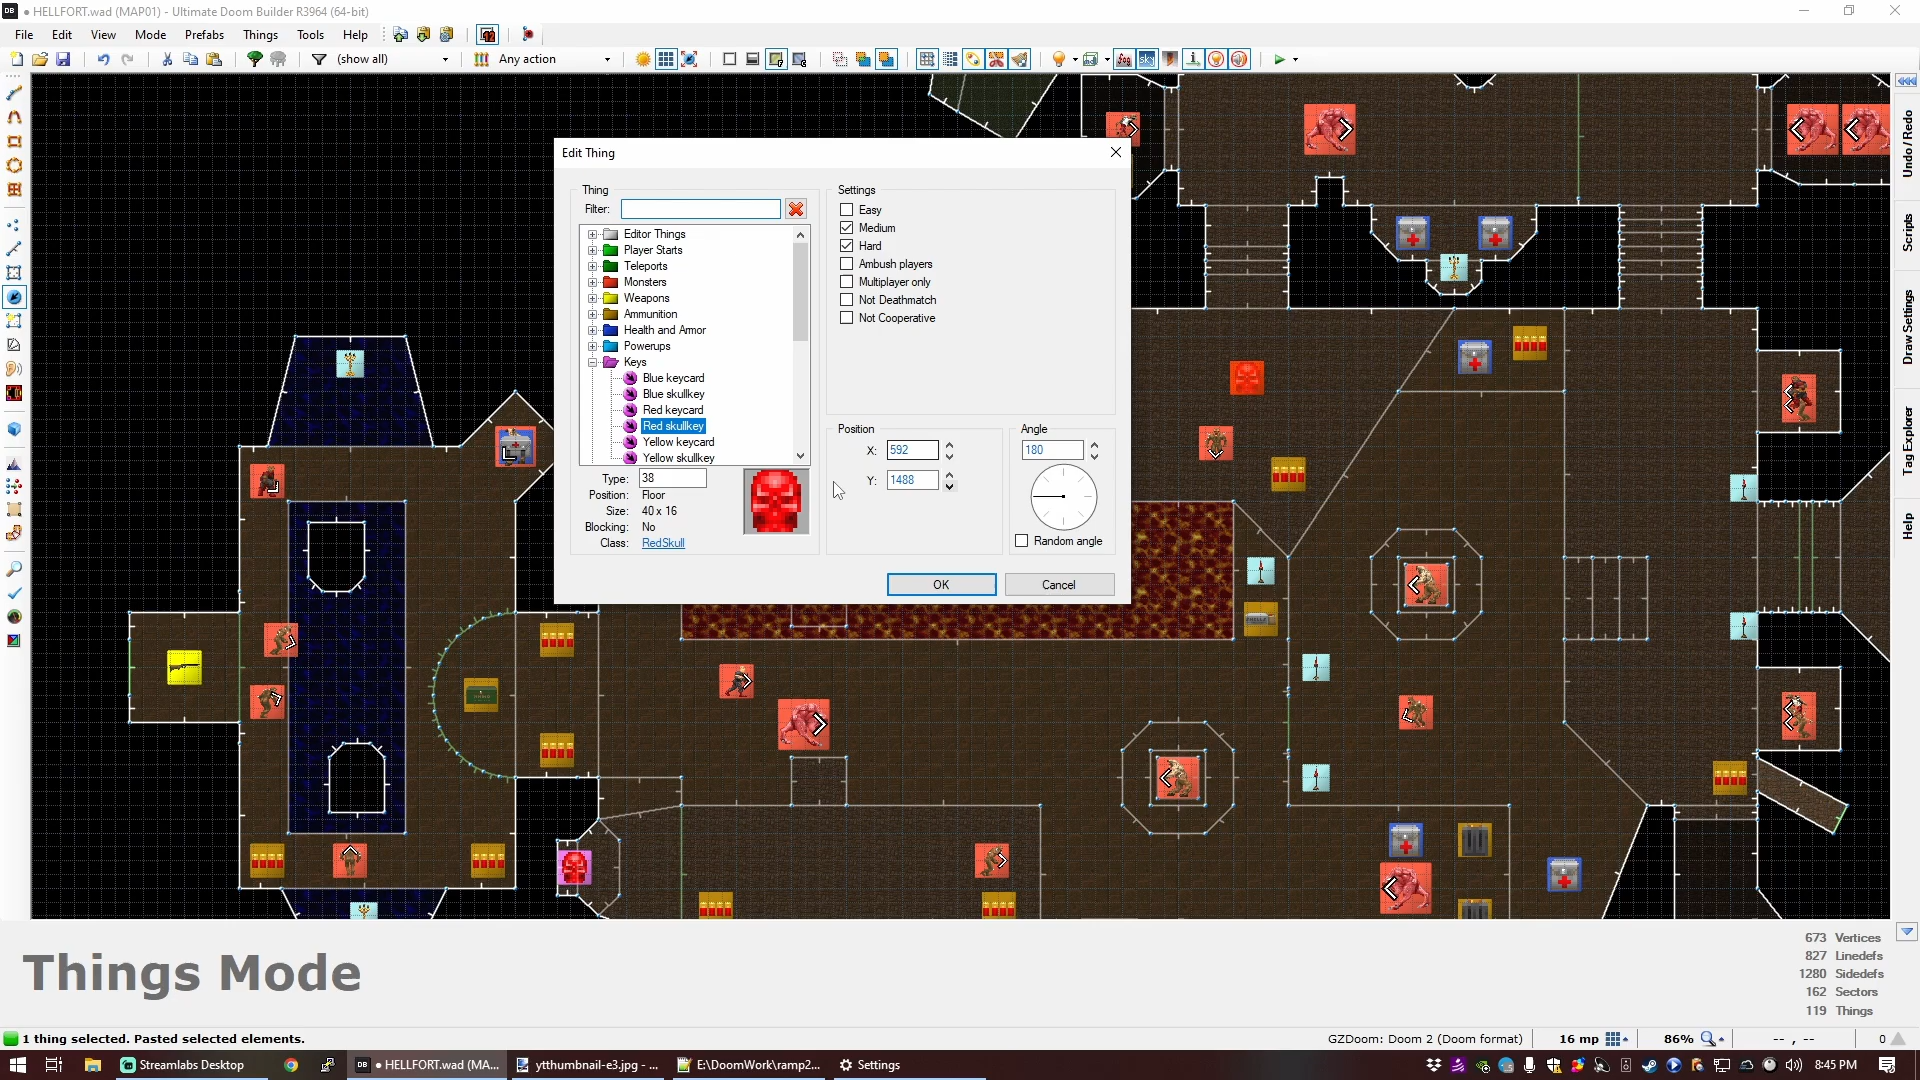 HELLFORT.wad (MAP01) - Ultimate Doom Builder R3964 (64-bit)
File Edit View Mode Prefabs Things Tools Help
(show all) Any action
Undo / Redo
Scripts
Draw Settings
Tag Explorer
Help
Edit Thing
Thing
Filter:
Editor Things
Player Starts
Teleports
Monsters
Weapons
Ammunition
Health and Armor
Powerups
Keys
Blue keycard
Blue skullkey
Red keycard
Red skullkey
Yellow keycard
Yellow skullkey
Type: 38
Position: Floor
Size: 40 x 16
Blocking: No
Class: RedSkull
Settings
Easy
Medium
Hard
Ambush players
Multiplayer only
Not Deathmatch
Not Cooperative
Position
X: 592
Y: 1488
Angle
180
Random angle
OK Cancel
Things Mode
673 Vertices
827 Linedefs
1280 Sidedefs
162 Sectors
119 Things
1 thing selected. Pasted selected elements.
GZDoom: Doom 2 (Doom format) 16 mp 86% -- , -- 0
Streamlabs Desktop
DB • HELLFORT.wad (MA...
ytthumbnail-e3.jpg - ...
E:\DoomWork\ramp2...
Settings
8:45 PM